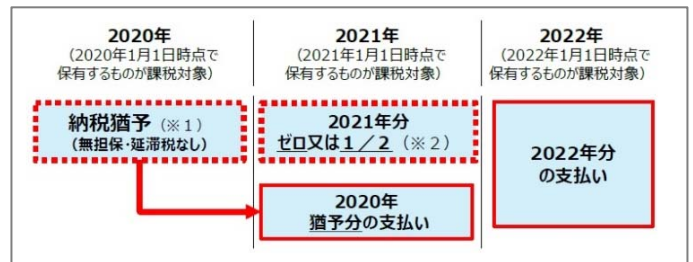 2020年
（2020年1月1日時点で
保有するものが課税対象）
納税猶予（※１）
（無担保・延滞税なし）
2021年
（2021年1月1日時点で
保有するものが課税対象）
2021年分
ゼロ又は１／２（※２）
2020年
猶予分の支払い
2022年
（2022年1月1日時点で
保有するものが課税対象）
2022年分
の支払い